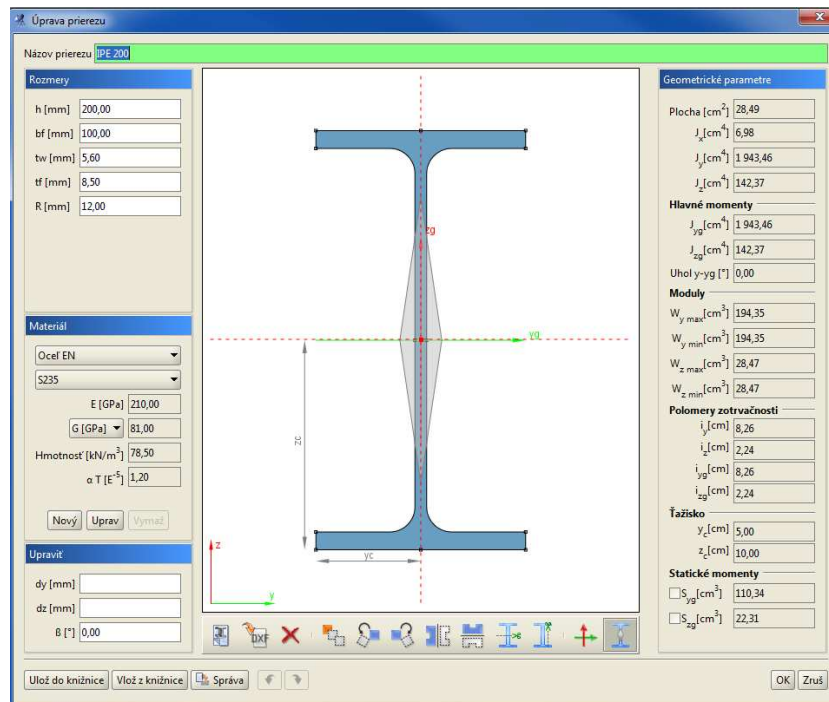 Úprava prierezu
Názov prierezu IPE 200
Rozmery
h [mm] 200,00
bf [mm] 100,00
tw [mm] 5,60
tf [mm] 8,50
R [mm] 12,00
Materiál
Oceľ EN
S235
E [GPa] 210,00
G [GPa] 81,00
Hmotnosť [kN/m³] 78,50
α T [E⁻⁵] 1,20
Nový Uprav Vymaž
Upraviť
dy [mm]
dz [mm]
ß [°] 0,00
zg
yg
zc
yc
z
y
DXF
Geometrické parametre
Plocha [cm²] 28,49
Jx[cm⁴] 6,98
Jy[cm⁴] 1 943,46
Jz[cm⁴] 142,37
Hlavné momenty
Jyg[cm⁴] 1 943,46
Jzg[cm⁴] 142,37
Uhol y-yg [°] 0,00
Moduly
Wy max[cm³] 194,35
Wy min[cm³] 194,35
Wz max[cm³] 28,47
Wz min[cm³] 28,47
Polomery zotrvačnosti
iy[cm] 8,26
iz[cm] 2,24
iyg[cm] 8,26
izg[cm] 2,24
Ťažisko
yc[cm] 5,00
zc[cm] 10,00
Statické momenty
Syg[cm³] 110,34
Szg[cm³] 22,31
Ulož do knižnice Vlož z knižnice Správa OK Zruš